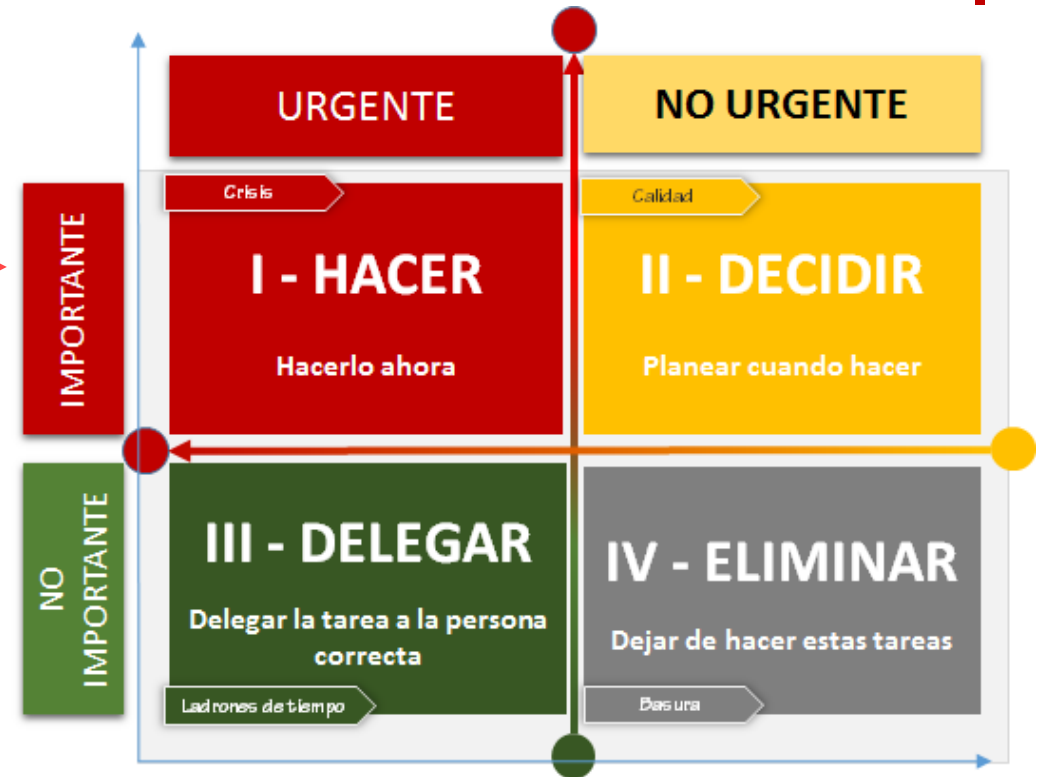 URGENTE
NO URGENTE
IMPORTANTE
Crisis
I - HACER
Hacerlo ahora
Calidad
II - DECIDIR
Planear cuando hacer
NO
IMPORTANTE
III - DELEGAR
Delegar la tarea a la persona
correcta
Ladrones de tiempo
IV - ELIMINAR
Dejar de hacer estas tareas
Basura